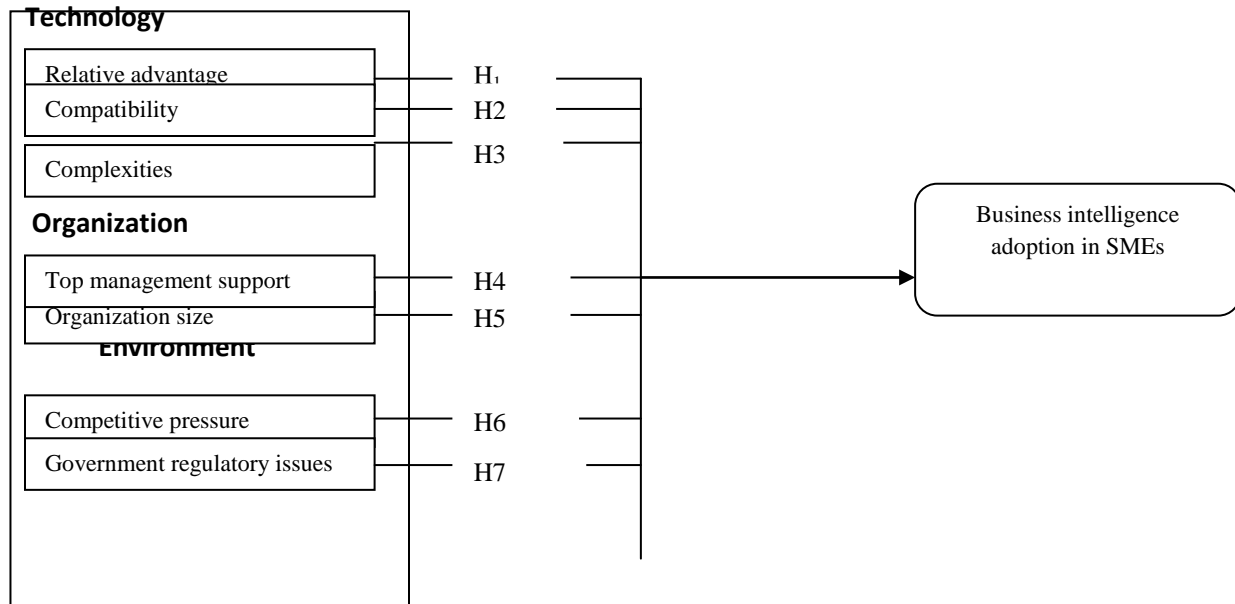 Technology
Relative advantage
H1
Compatibility
H2
Complexities
H3
Organization
Top management support
H4
Organization size
H5
Environment
Competitive pressure
H6
Government regulatory issues
H7
Business intelligence
adoption in SMEs